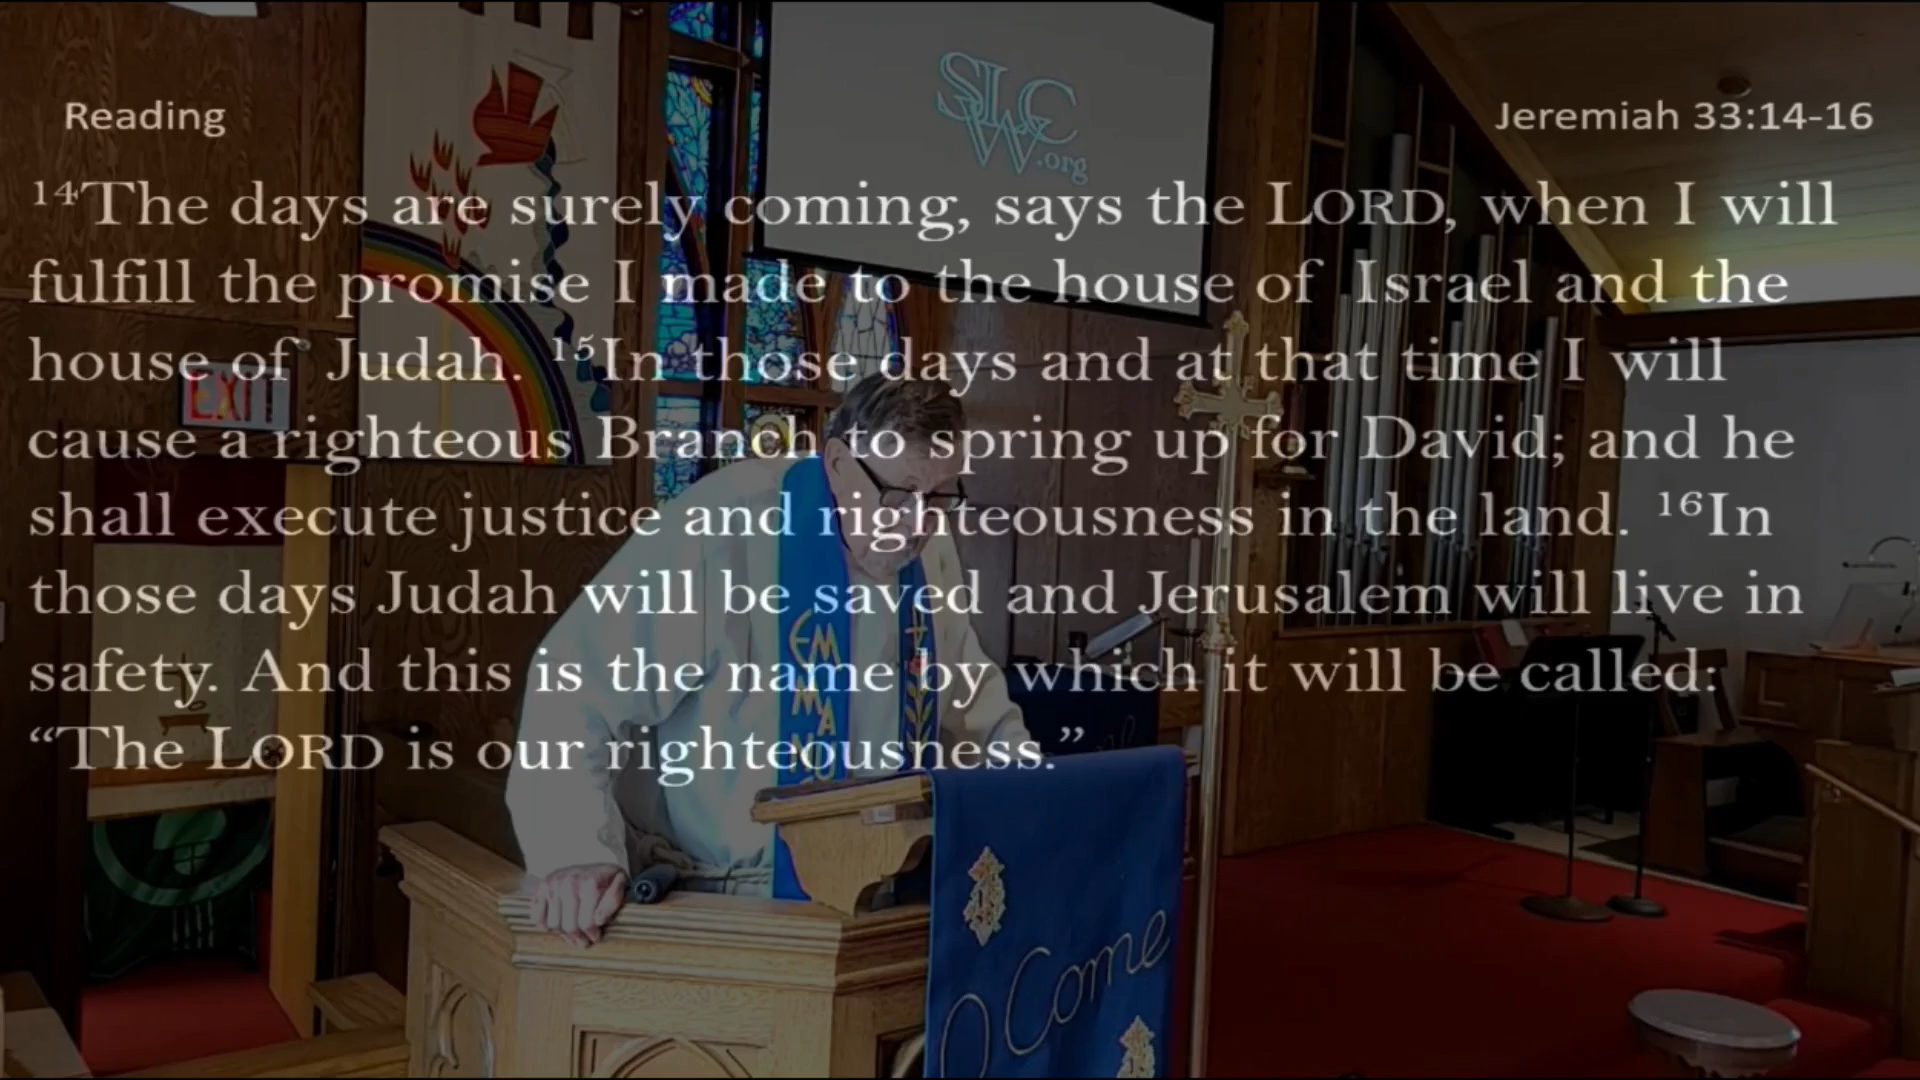 SLC
W.org
Reading
Jeremiah 33:14-16
¹⁴The days are surely coming, says the LORD, when I will
fulfill the promise I made to the house of Israel and the
house of Judah. ¹⁵In those days and at that time I will
EXIT
cause a righteous Branch to spring up for David; and he
shall execute justice and righteousness in the land. ¹⁶In
those days Judah will be saved and Jerusalem will live in
safety. And this is the name by which it will be called:
“The LORD is our righteousness.”
EM
MA
NU
O Come